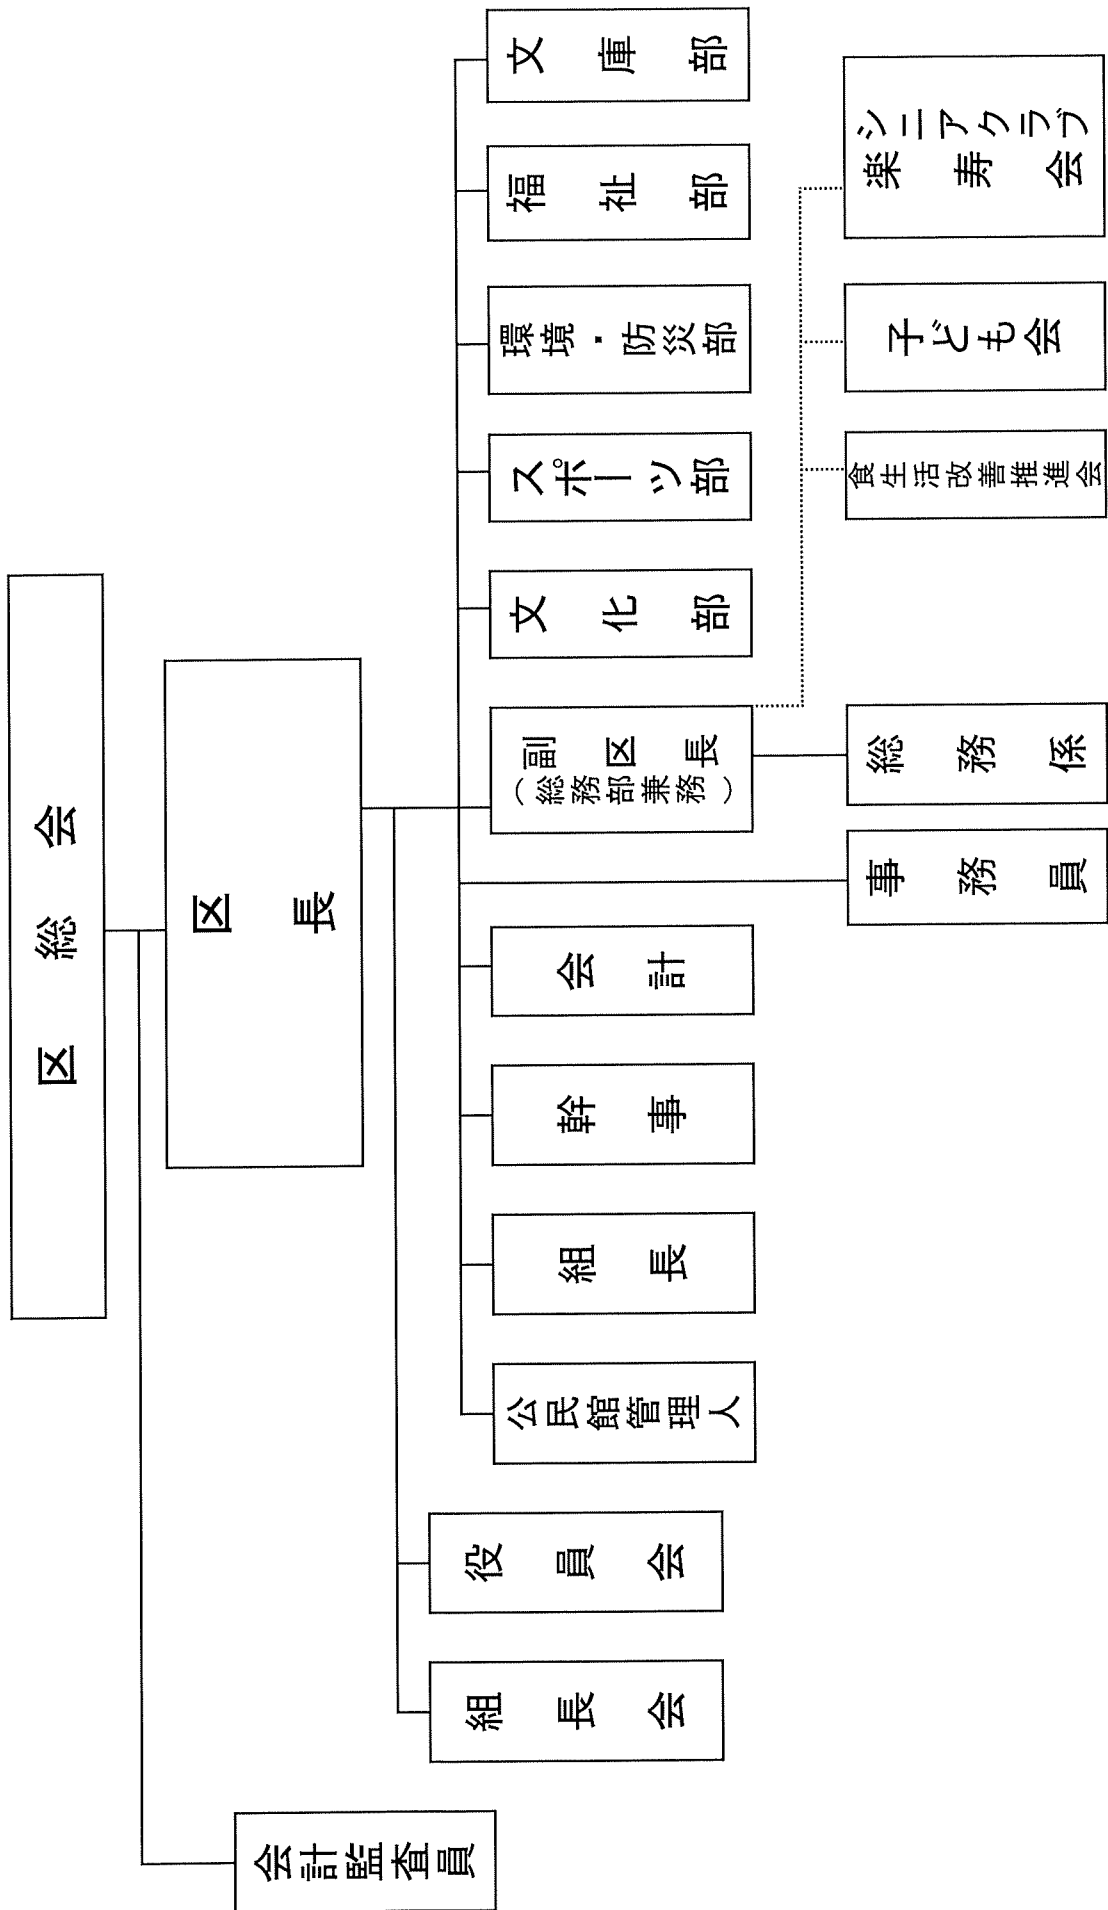 区総会
区長
会計監査員
組長会
役員会
公民館管理人
組長
幹事
会計
副区長
（総務部兼務）
文化部
スポーツ部
環境・防災部
福祉部
文庫部
事務員
総務係
食生活改善推進会
子ども会
シニアクラブ
楽寿会